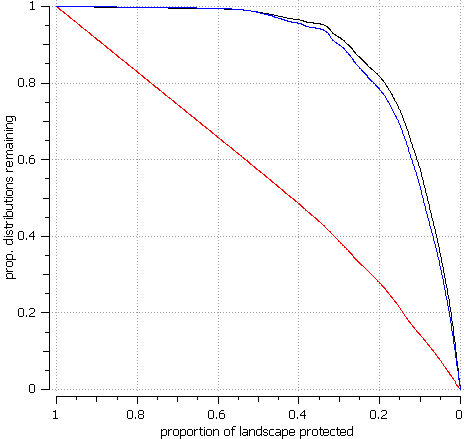 1
0.8
0.6
0.4
0.2
0
prop. distributions remaining
1 0.8 0.6 0.4 0.2 0
proportion of landscape protected